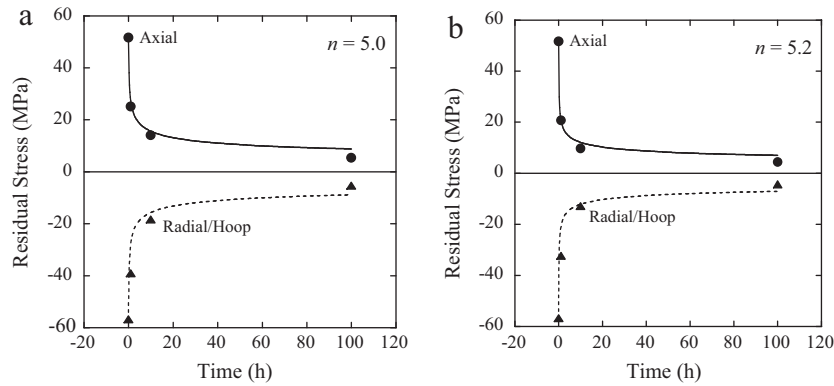 a
60
40
20
0
-20
-40
-60
Residual Stress (MPa)
Axial
n = 5.0
Radial/Hoop
-20 0 20 40 60 80 100 120
Time (h)
b
60
40
20
0
-20
-40
-60
Residual Stress (MPa)
Axial
n = 5.2
Radial/Hoop
-20 0 20 40 60 80 100 120
Time (h)